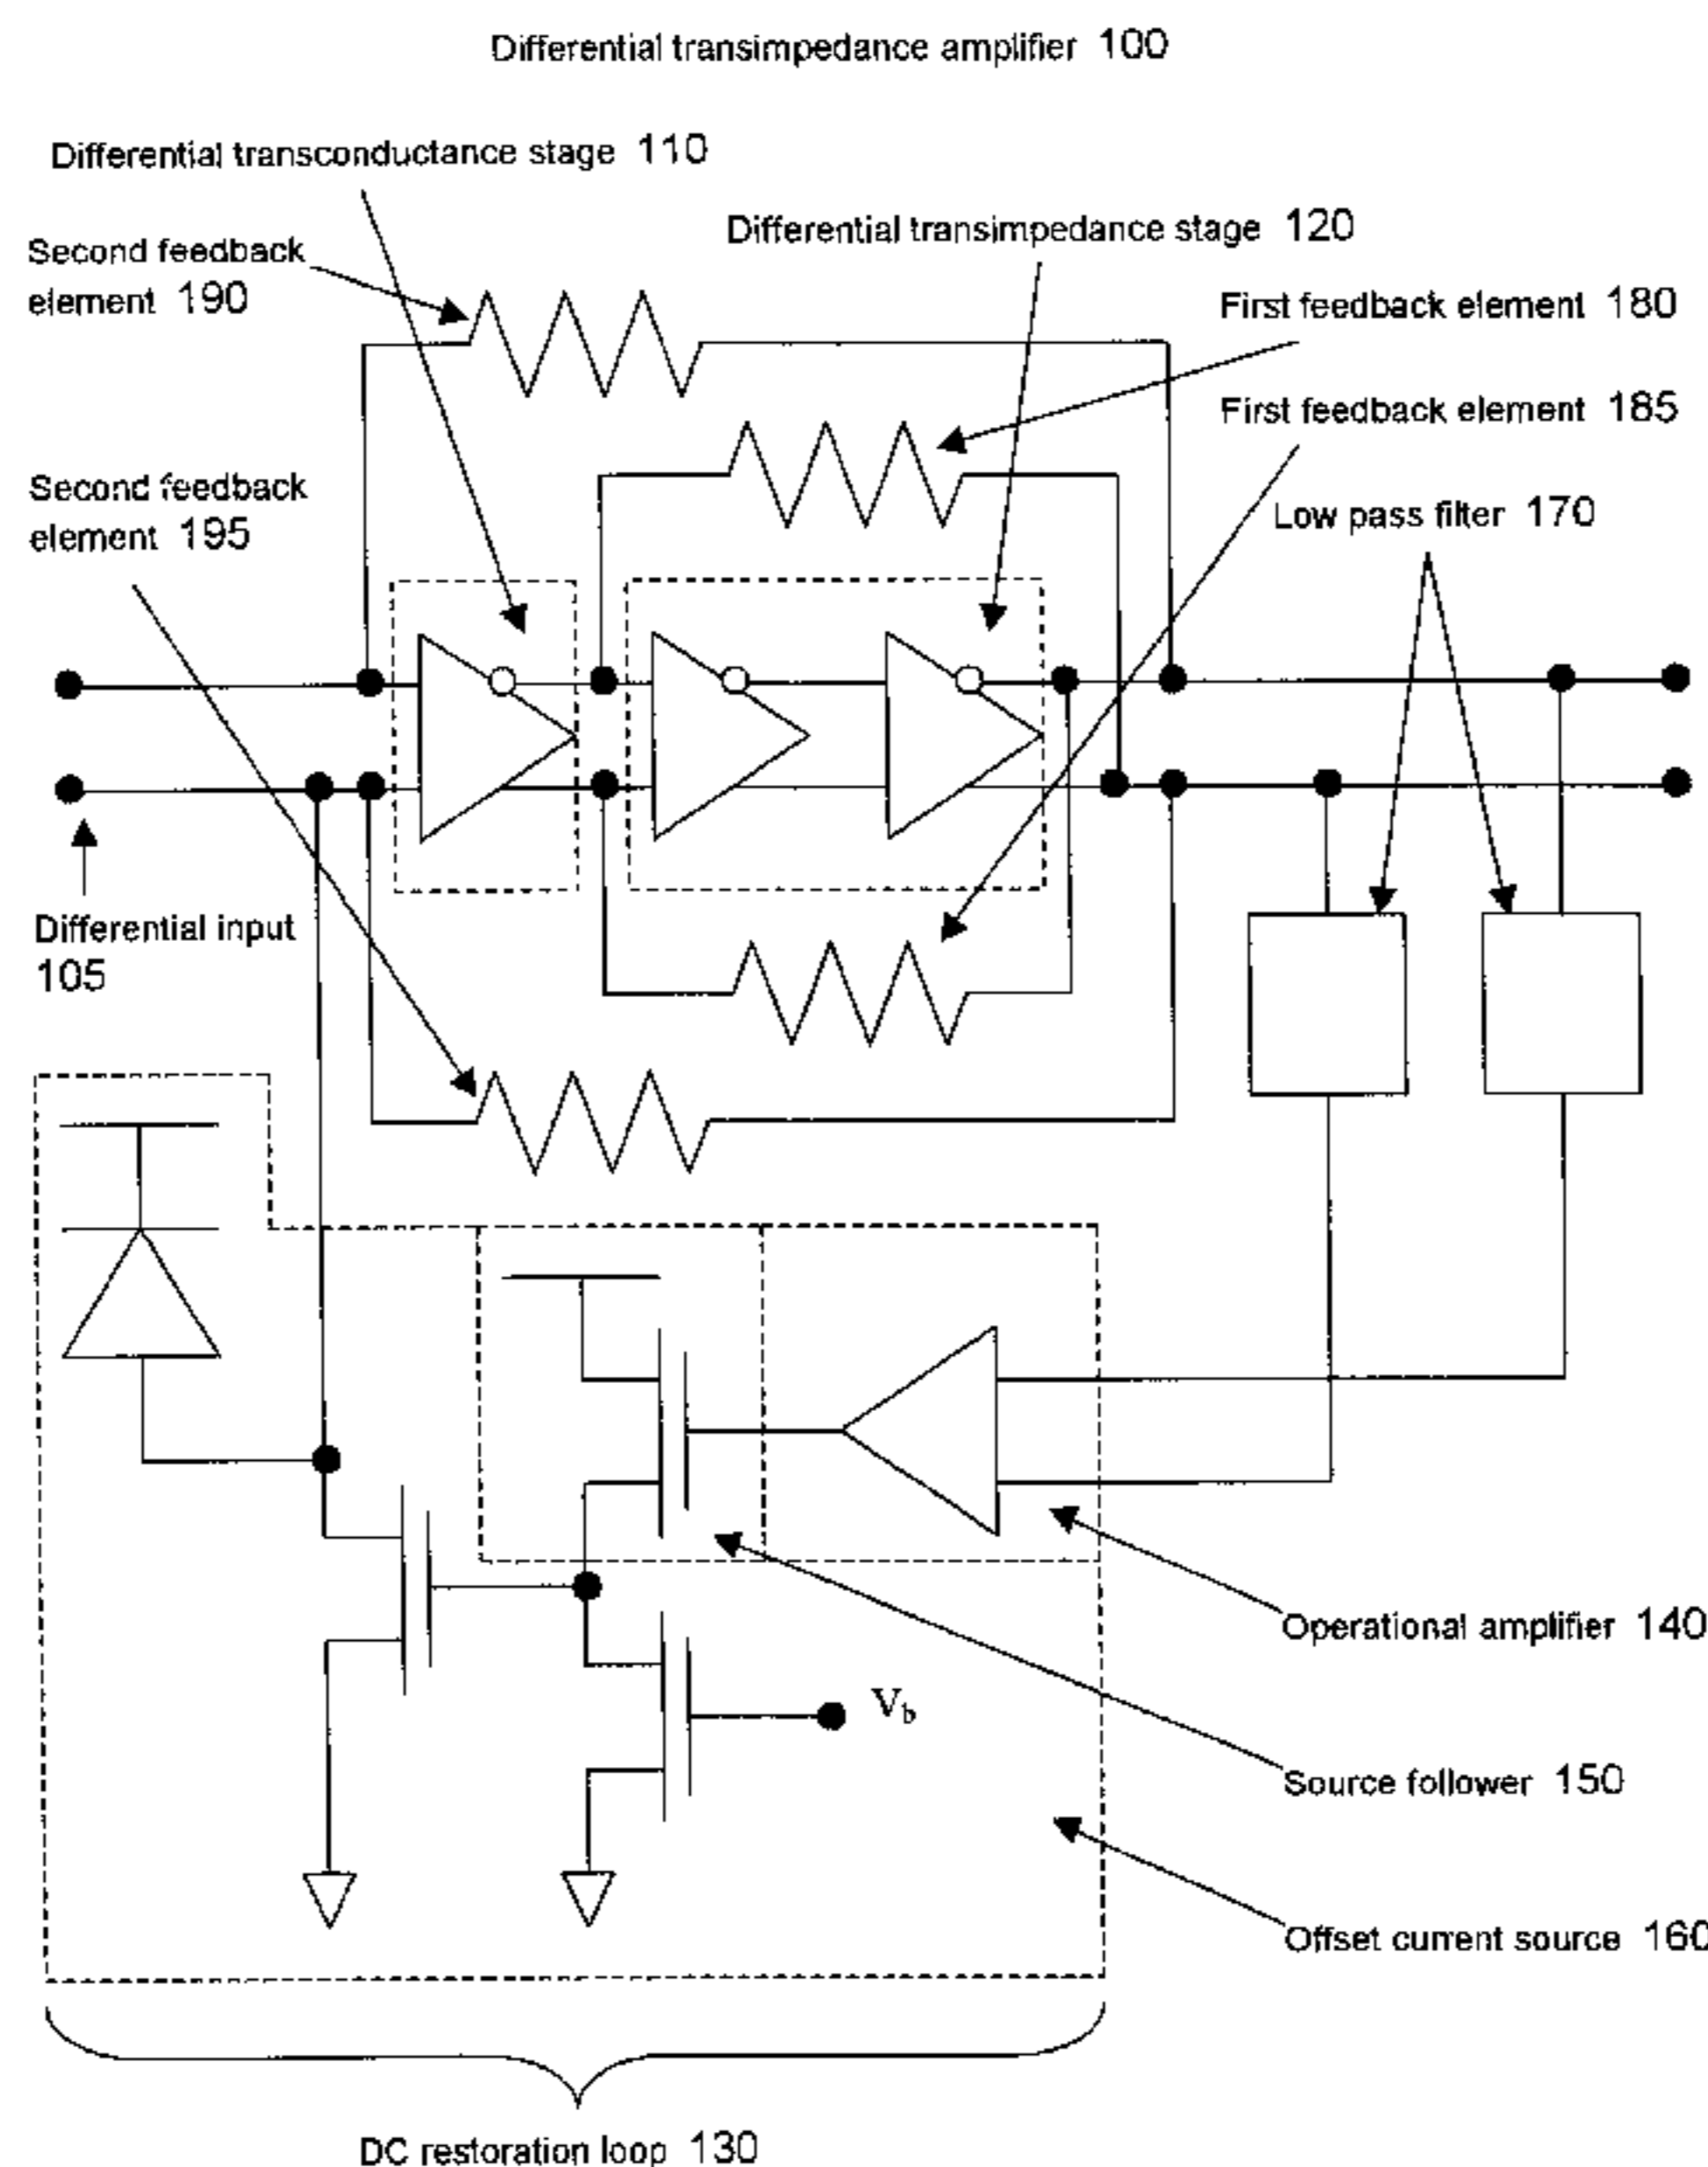 Differential transimpedance amplifier 100
Differential transconductance stage 110
Differential transimpedance stage 120
Second feedback
element 190
First feedback element 180
First feedback element 185
Second feedback
element 195
Low pass filter 170
Differential input
105
Operational amplifier 140
Vb
Source follower 150
Offset current source 160
DC restoration loop 130